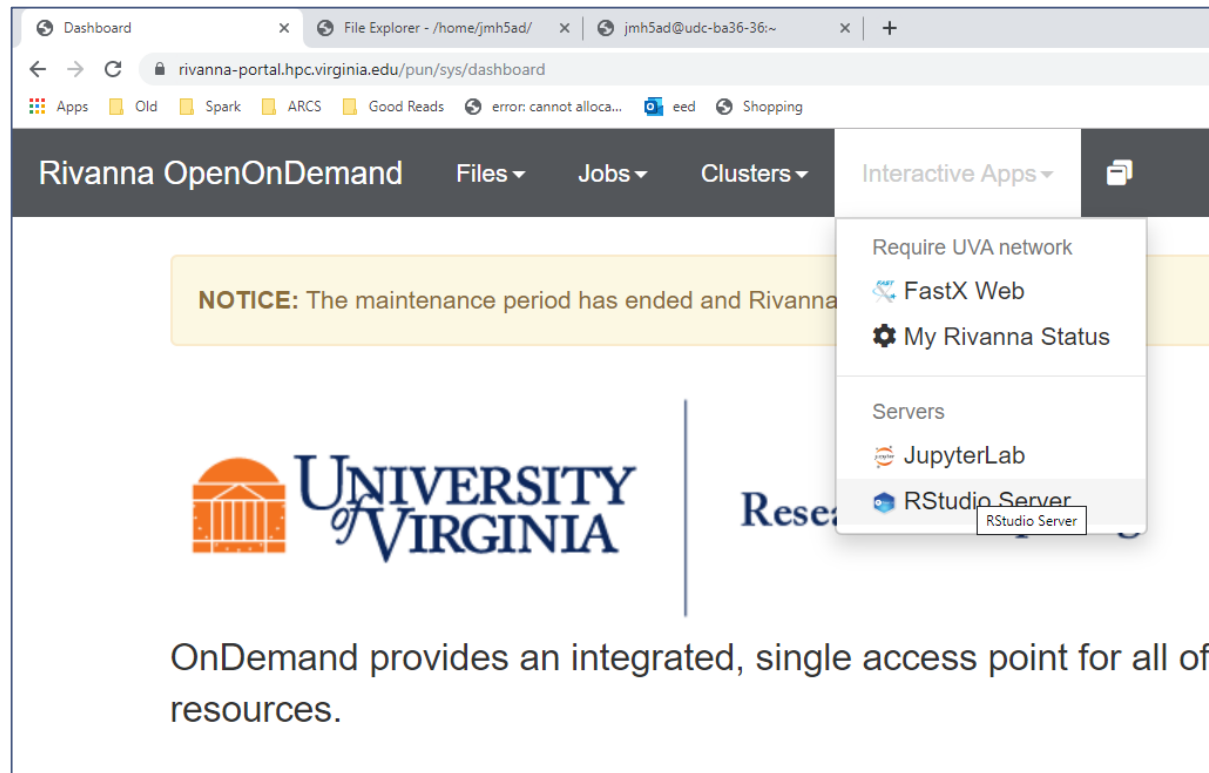 Dashboard File Explorer - /home/jmh5ad/ jmh5ad@udc-ba36-36:~
rivanna-portal.hpc.virginia.edu/pun/sys/dashboard
Apps Old Spark ARCS Good Reads error: cannot alloca... eed Shopping
Rivanna OpenOnDemand Files Jobs Clusters Interactive Apps
Require UVA network
FastX Web
My Rivanna Status
Servers
JupyterLab
RStudio Server
RStudio Server
NOTICE: The maintenance period has ended and Rivanna
UNIVERSITY
of VIRGINIA
OnDemand provides an integrated, single access point for all of
resources.